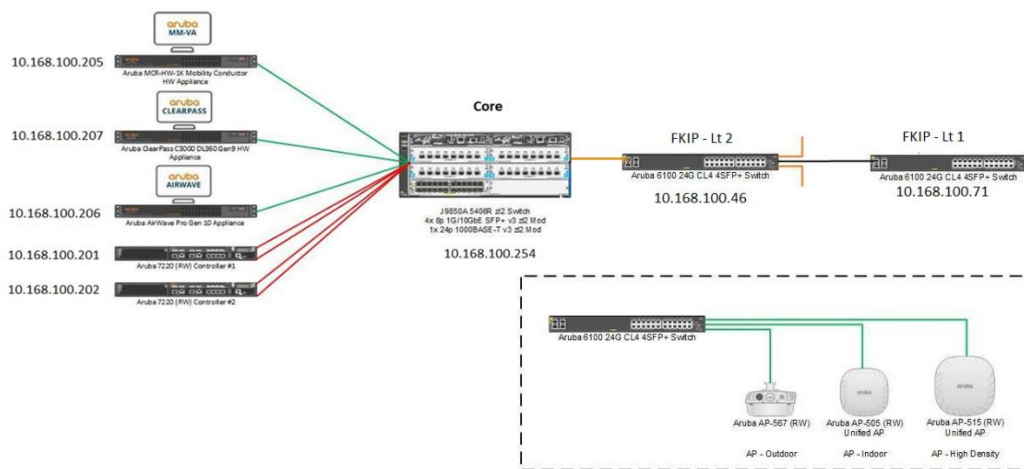 aruba
MM-VA
10.168.100.205
Aruba MCR-HW-1K Mobility Conductor
HW Appliance
aruba
CLEARPASS
10.168.100.207
Aruba ClearPass C3000 DL360 Gen9 HW
Appliance
aruba
AIRWAVE
10.168.100.206
Aruba AirWave Pro Gen 10 Appliance
10.168.100.201
Aruba 7220 (RW) Controller #1
10.168.100.202
Aruba 7220 (RW) Controller #2
Core
J9850A 5406R zl2 Switch
4x 8p 1G/10GbE SFP+ v3 zl2 Mod
1x 24p 1000BASE-T v3 zl2 Mod
10.168.100.254
FKIP - Lt 2
Aruba 6100 24G CL4 4SFP+ Switch
10.168.100.46
FKIP - Lt 1
Aruba 6100 24G CL4 4SFP+ Switch
10.168.100.71
Aruba 6100 24G CL4 4SFP+ Switch
Aruba AP-567 (RW)
AP - Outdoor
aruba
Aruba AP-505 (RW)
Unified AP
AP - Indoor
aruba
Aruba AP-515 (RW)
Unified AP
AP - High Density